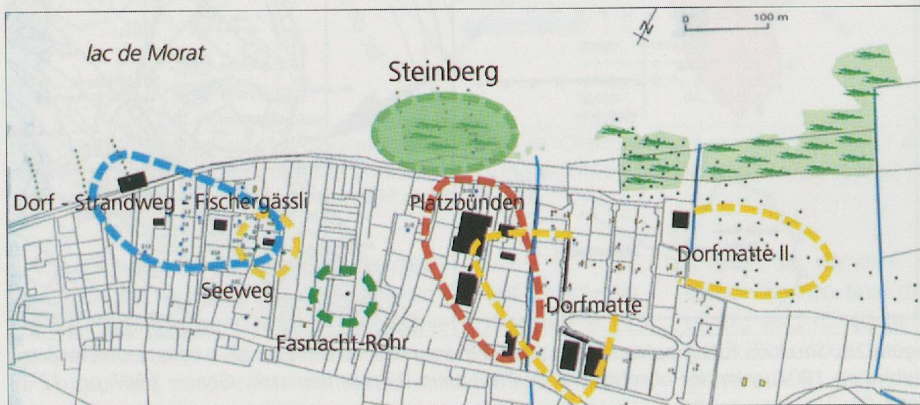 0 100 m
N
lac de Morat
Steinberg
Dorf - Strandweg Fischergässli Platzbünden
Seeweg
Dorfmatte II
Dorfmatte
Fasnacht-Rohr